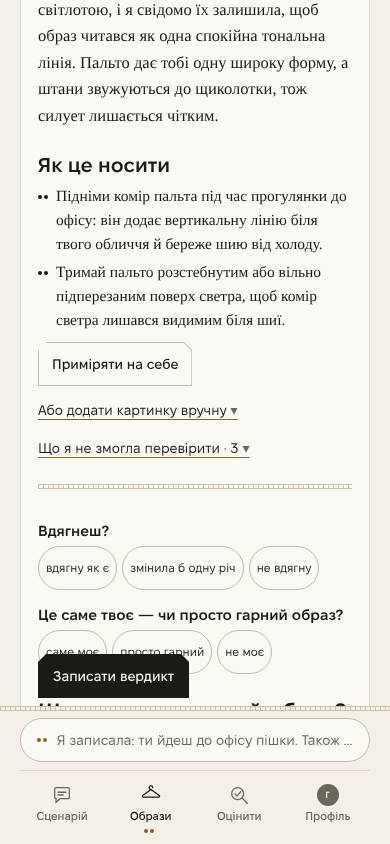 світлотою, і я свідомо їх залишила, щоб
образ читався як одна спокійна тональна
лінія. Пальто дає тобі одну широку форму, а
штани звужуються до щиколотки, тож
силует лишається чітким.
Як це носити
Підніми комір пальта під час прогулянки до
офісу: він додає вертикальну лінію біля
твого обличчя й береже шию від холоду.
Тримай пальто розстебнутим або вільно
підперезаним поверх светра, щоб комір
светра лишався видимим біля шиї.
Приміряти на себе
Або додати картинку вручну ▾
Що я не змогла перевірити · 3 ▾
Вдягнеш?
вдягну як є
змінила б одну річ
не вдягну
Це саме твоє — чи просто гарний образ?
саме моє
просто гарний
не моє
Записати вердикт
Я записала: ти йдеш до офісу пішки. Також ...
Сценарій
Образи
Оцінити
Г
Профіль